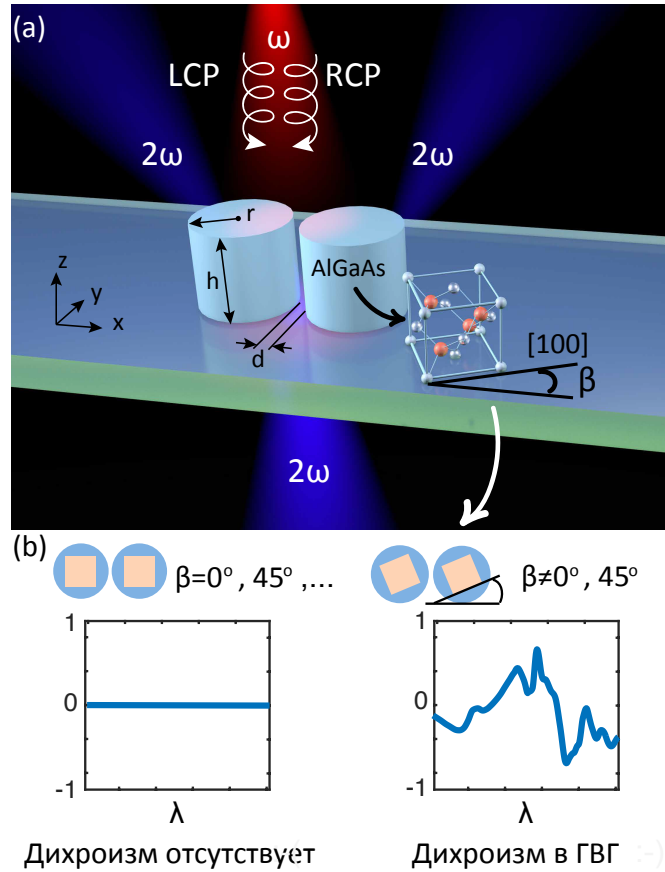 (a)
ω
LCP RCP
2ω 2ω
r
h
AlGaAs
z
y
x
d
[100]
β
2ω
(b)
β=0° , 45° ,...
β≠0° , 45°
1
0
-1
λ
1
0
-1
λ
Дихроизм отсутствует
Дихроизм в ГВГ :-)